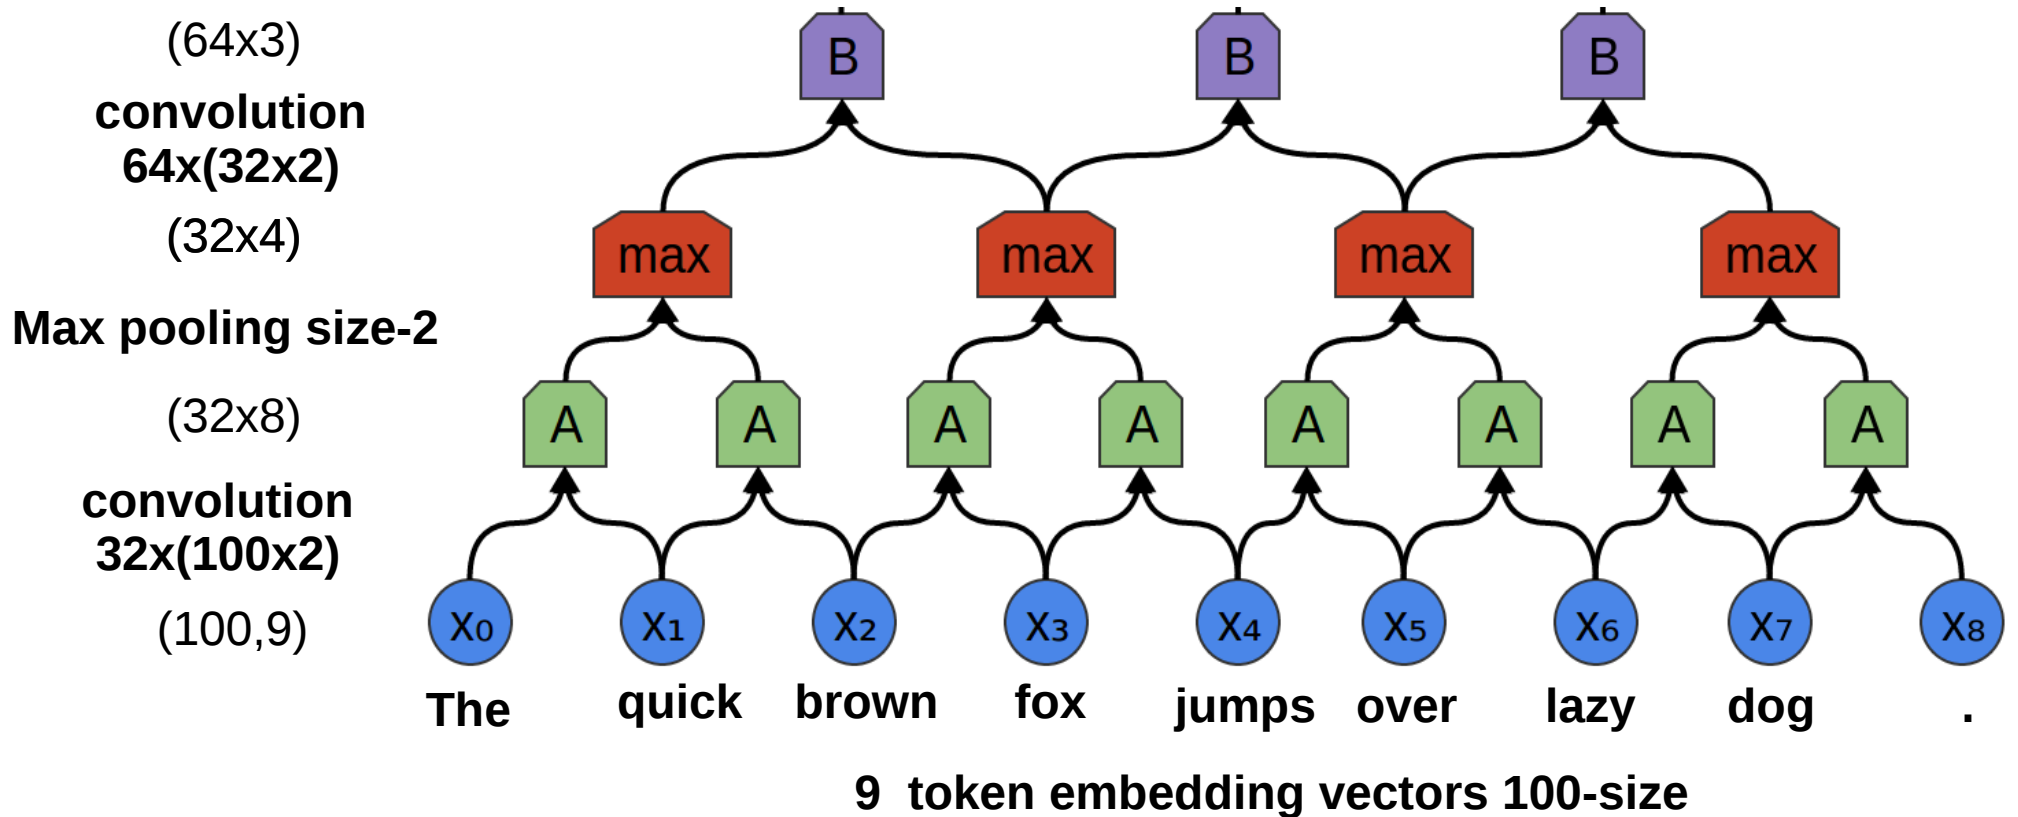 (64x3)
B B B
convolution
64x(32x2)
(32x4)
max max max max
Max pooling size-2
(32x8)
A A A A A A A A
convolution
32x(100x2)
(100,9)
x₀ x₁ x₂ x₃ x₄ x₅ x₆ x₇ x₈
The quick brown fox jumps over lazy dog .
9 token embedding vectors 100-size